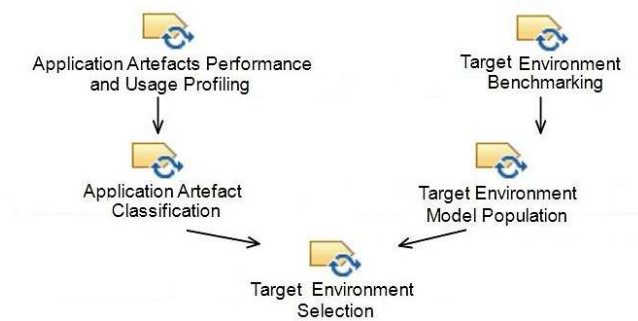 Application Artefacts Performance
and Usage Profiling
Target Environment
Benchmarking
Application Artefact
Classification
Target Environment
Model Population
Target Environment
Selection